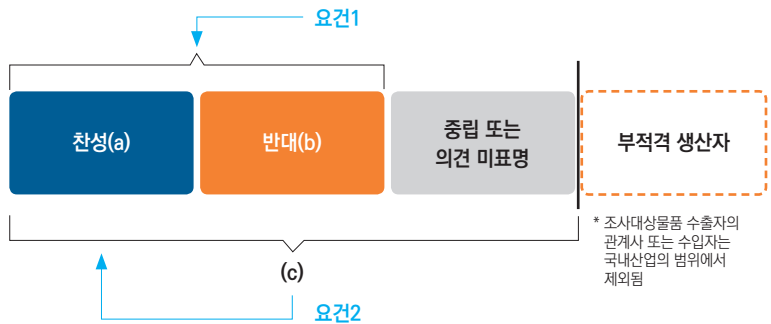 요건1
찬성(a)
반대(b)
중립 또는
의견 미표명
부적격 생산자
* 조사대상물품 수출자의
관계사 또는 수입자는
국내산업의 범위에서
제외됨
(c)
요건2